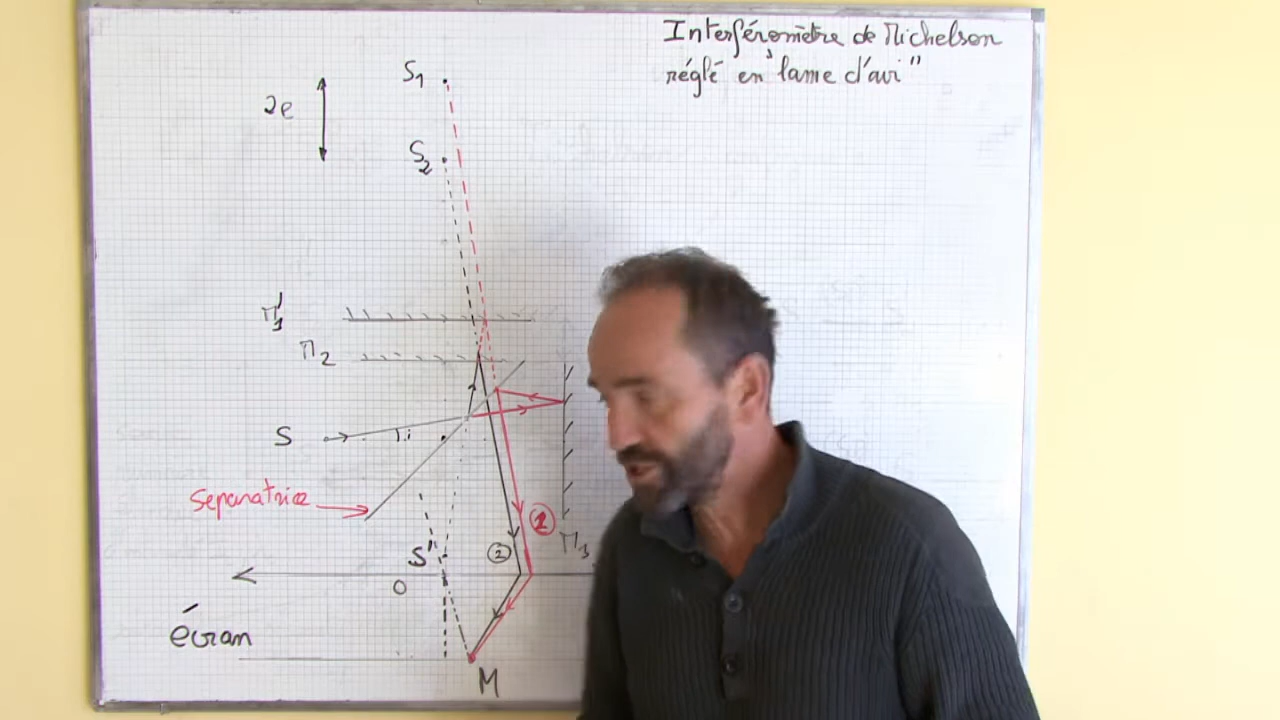 Interféromètre de Michelson
réglé en "lame d'air"
S1
2e
S2
M'1
M2
S
i
separatrice
1
2
M1
S'
O
écran
M